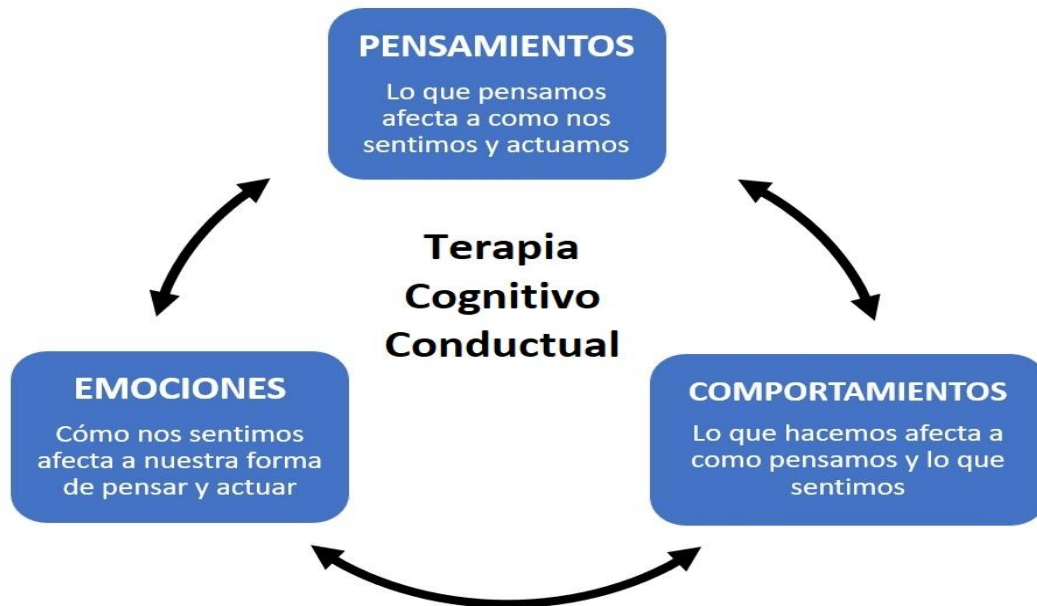 PENSAMIENTOS
Lo que pensamos
afecta a como nos
sentimos y actuamos
Terapia
Cognitivo
Conductual
EMOCIONES
Cómo nos sentimos
afecta a nuestra forma
de pensar y actuar
COMPORTAMIENTOS
Lo que hacemos afecta a
como pensamos y lo que
sentimos